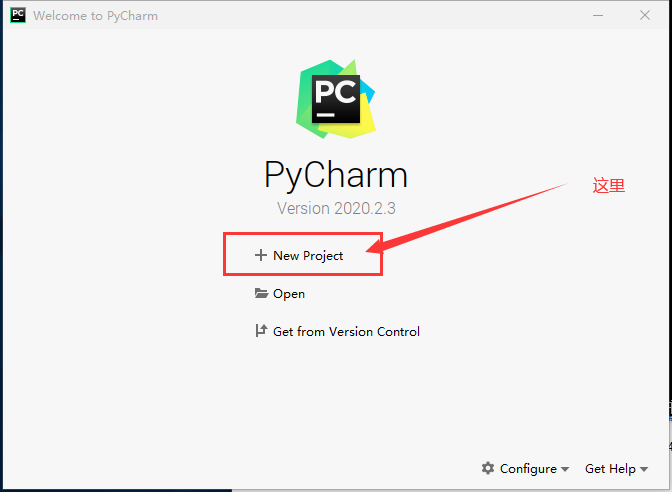 Welcome to PyCharm
PC
PyCharm
Version 2020.2.3
这里
New Project
Open
Get from Version Control
Configure
Get Help